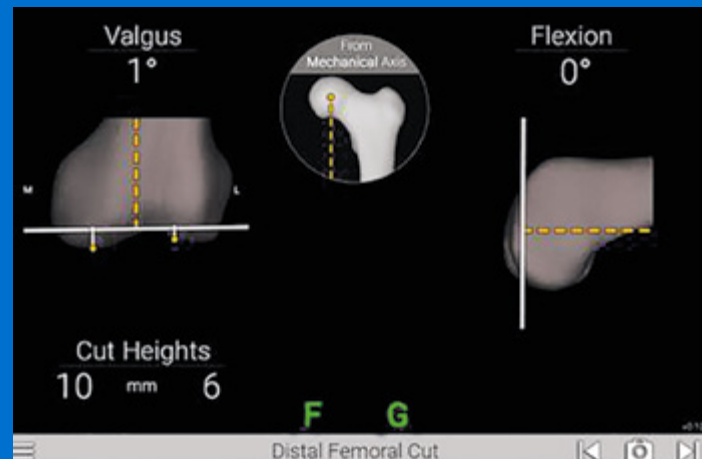 Valgus
1°
From
Mechanical Axis
Flexion
0°
M
L
Cut Heights
10 mm 6
F G
Distal Femoral Cut